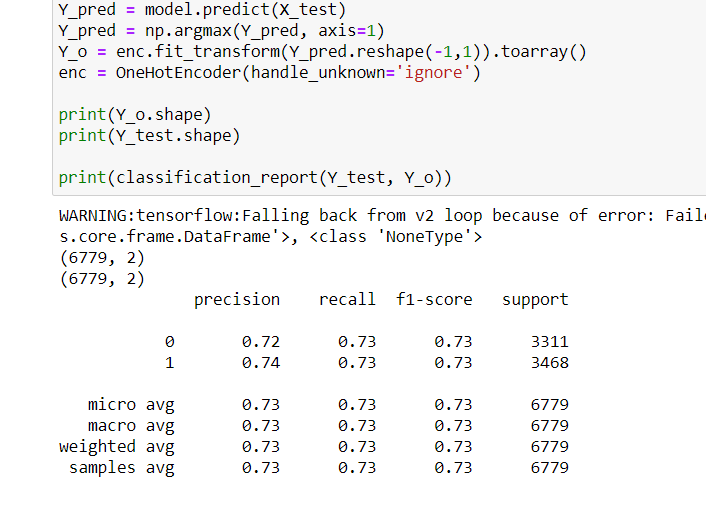 Y_pred = model.predict(X_test)
Y_pred = np.argmax(Y_pred, axis=1)
Y_o = enc.fit_transform(Y_pred.reshape(-1,1)).toarray()
enc = OneHotEncoder(handle_unknown='ignore')
print(Y_o.shape)
print(Y_test.shape)
print(classification_report(Y_test, Y_o))
WARNING:tensorflow:Falling back from v2 loop because of error: Faile
s.core.frame.DataFrame'>, <class 'NoneType'>
(6779, 2)
(6779, 2)
precision recall f1-score support
0 0.72 0.73 0.73 3311
1 0.74 0.73 0.73 3468
micro avg 0.73 0.73 0.73 6779
macro avg 0.73 0.73 0.73 6779
weighted avg 0.73 0.73 0.73 6779
samples avg 0.73 0.73 0.73 6779